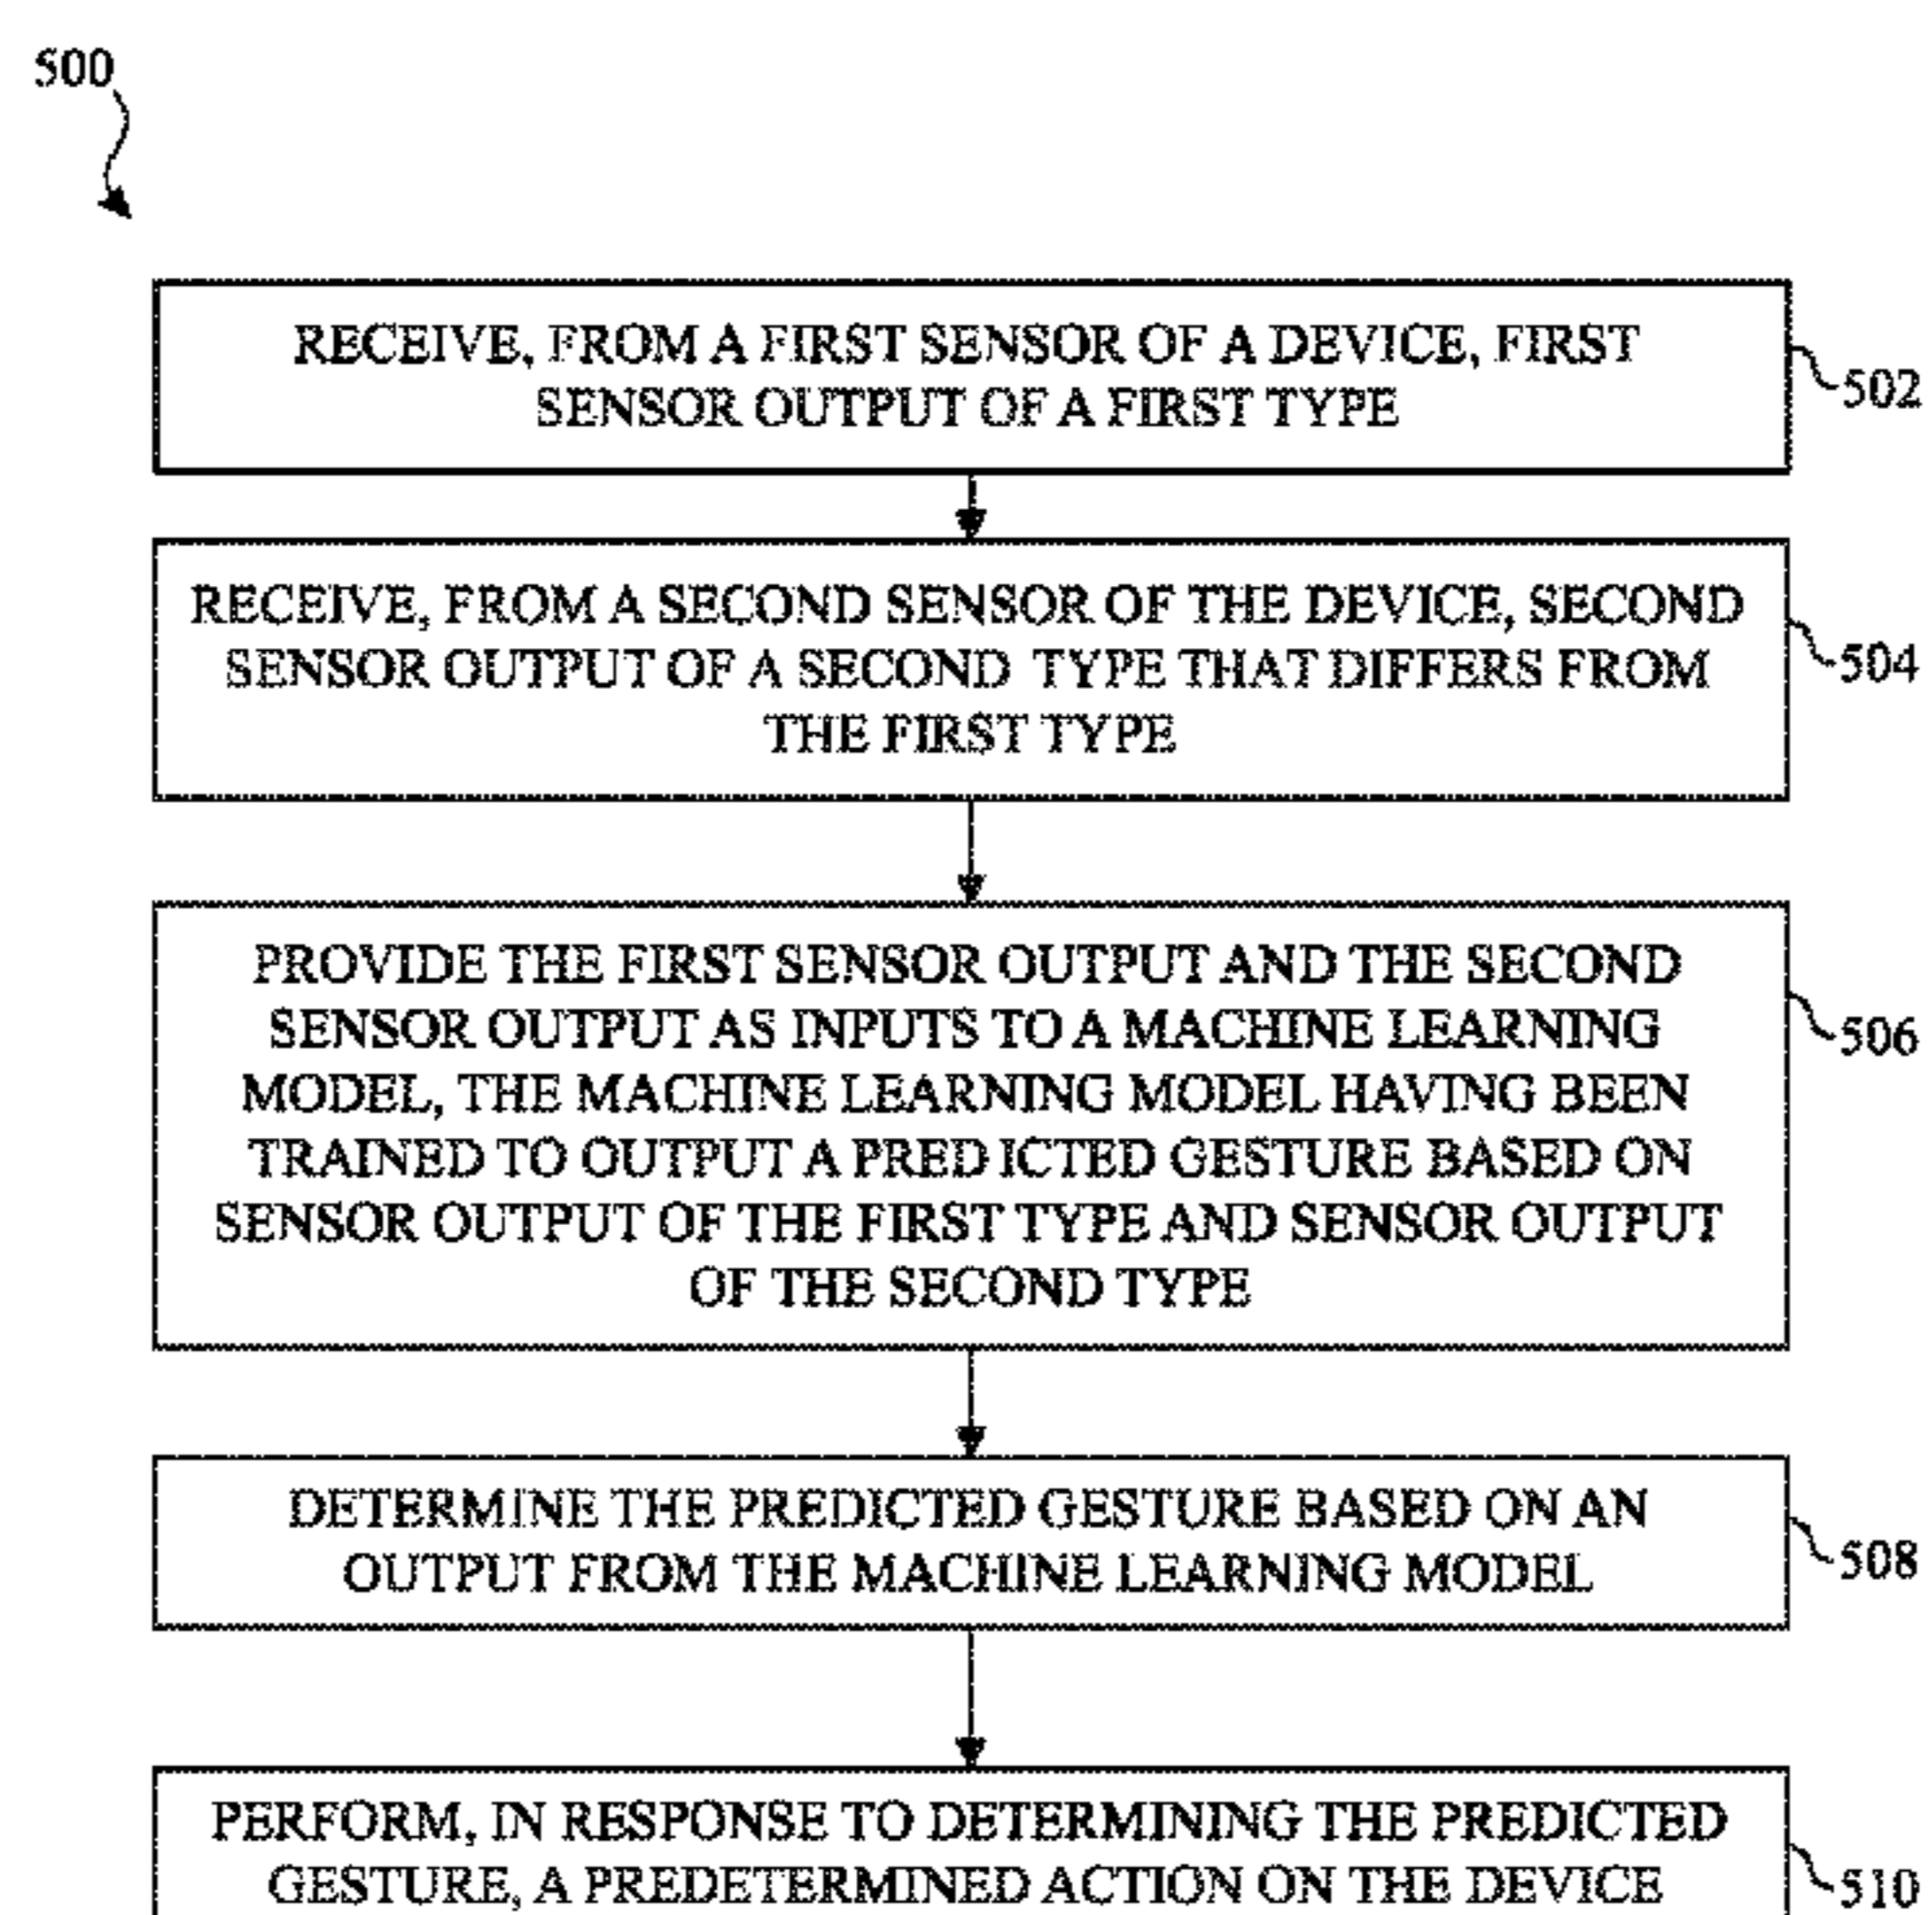 500
RECEIVE, FROM A FIRST SENSOR OF A DEVICE, FIRST
SENSOR OUTPUT OF A FIRST TYPE
502
RECEIVE, FROM A SECOND SENSOR OF THE DEVICE, SECOND
SENSOR OUTPUT OF A SECOND TYPE THAT DIFFERS FROM
THE FIRST TYPE
504
PROVIDE THE FIRST SENSOR OUTPUT AND THE SECOND
SENSOR OUTPUT AS INPUTS TO A MACHINE LEARNING
MODEL, THE MACHINE LEARNING MODEL HAVING BEEN
TRAINED TO OUTPUT A PRED ICTED GESTURE BASED ON
SENSOR OUTPUT OF THE FIRST TYPE AND SENSOR OUTPUT
OF THE SECOND TYPE
506
DETERMINE THE PREDICTED GESTURE BASED ON AN
OUTPUT FROM THE MACHINE LEARNING MODEL
508
PERFORM, IN RESPONSE TO DETERMINING THE PREDICTED
GESTURE, A PREDETERMINED ACTION ON THE DEVICE
510